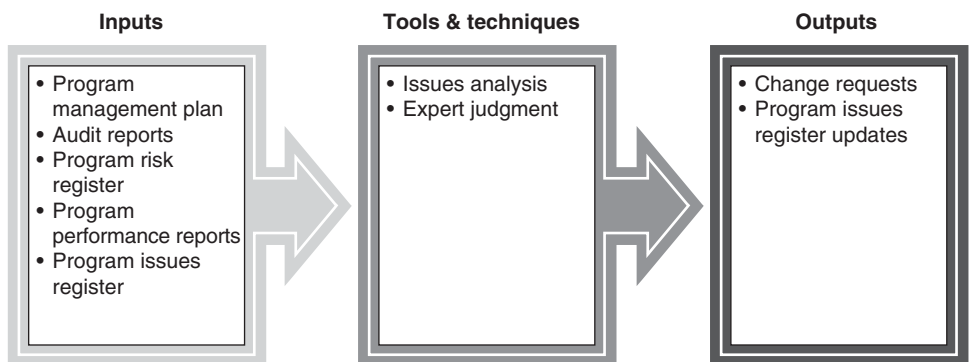 Inputs
• Program
management plan
• Audit reports
• Program risk
register
• Program
performance reports
• Program issues
register
Tools & techniques
• Issues analysis
• Expert judgment
Outputs
• Change requests
• Program issues
register updates